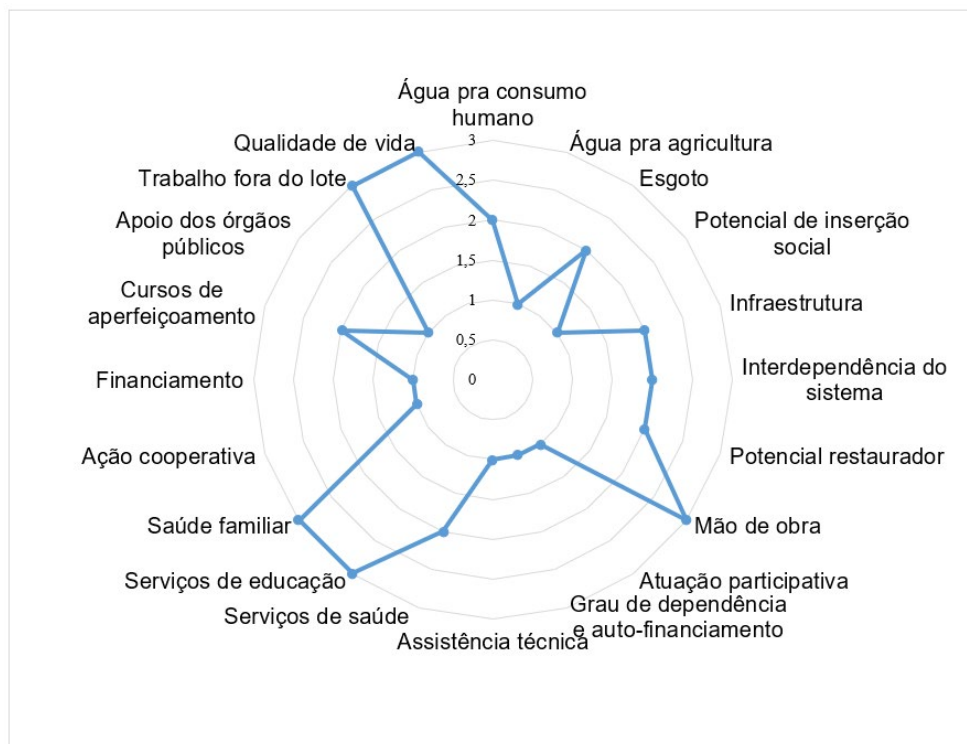 Água pra consumo
humano
Água pra agricultura
Esgoto
Potencial de inserção
social
Infraestrutura
Interdependência do
sistema
Potencial restaurador
Mão de obra
Atuação participativa
Grau de dependência
e auto-financiamento
Assistência técnica
Serviços de saúde
Serviços de educação
Saúde familiar
Ação cooperativa
Financiamento
Cursos de
aperfeiçoamento
Apoio dos órgãos
públicos
Trabalho fora do lote
Qualidade de vida
3
2,5
2
1,5
1
0,5
0